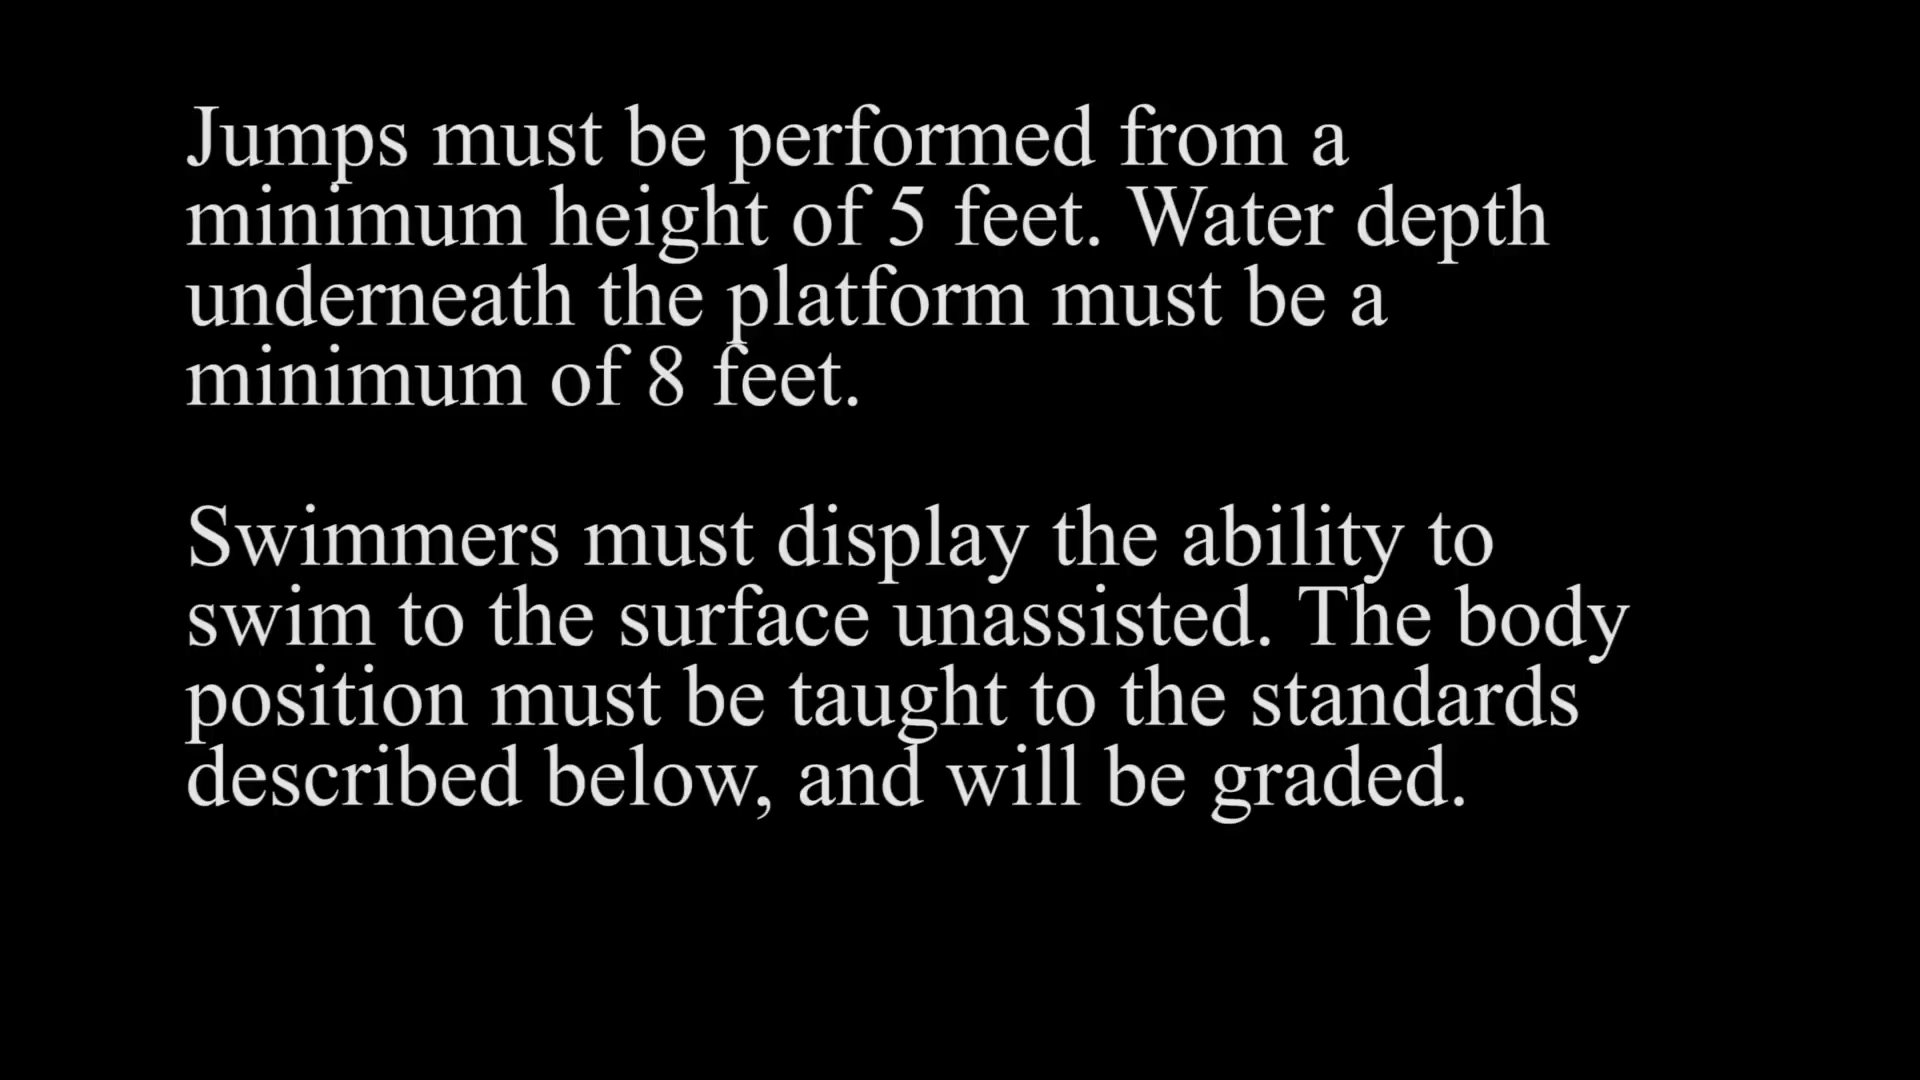 Jumps must be performed from a
minimum height of 5 feet. Water depth
underneath the platform must be a
minimum of 8 feet.
Swimmers must display the ability to
swim to the surface unassisted. The body
position must be taught to the standards
described below, and will be graded.